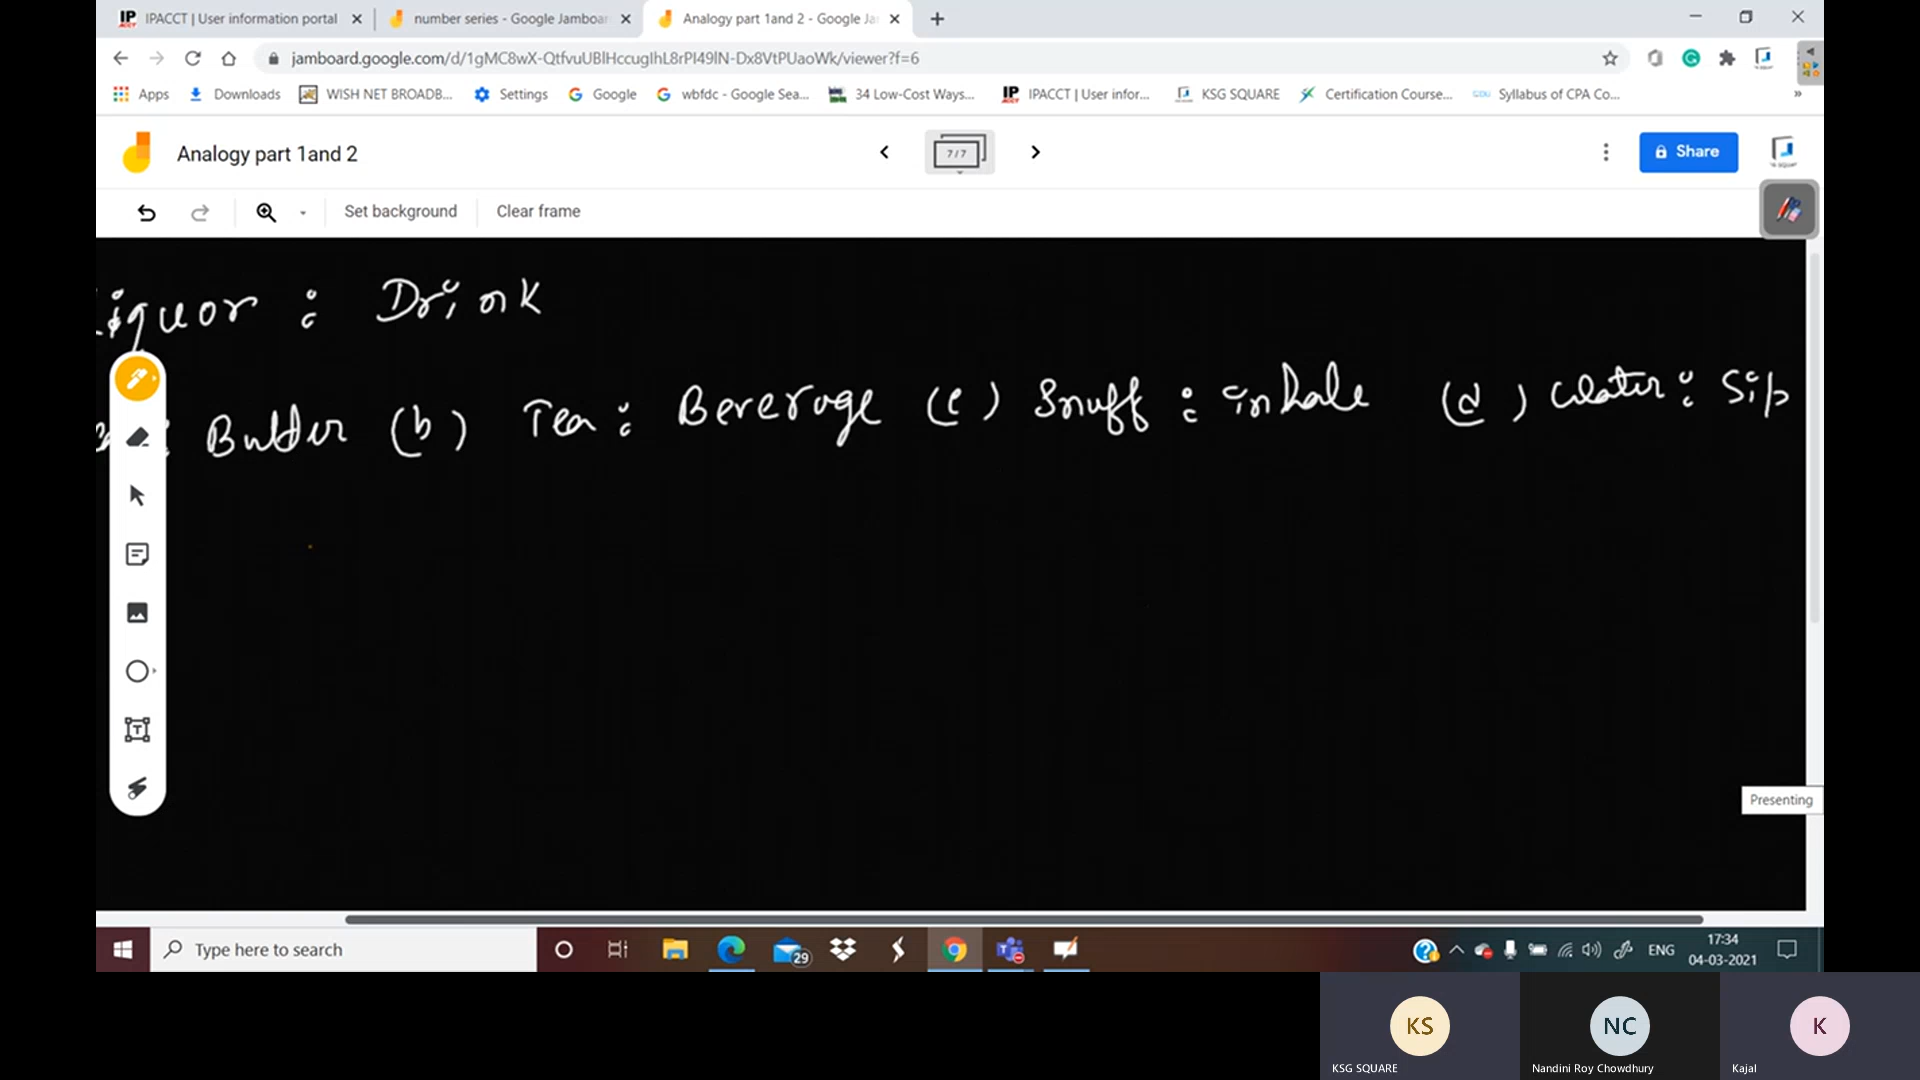 IPACCT | User information portal
number series - Google Jamboar
Analogy part 1and 2 - Google Ja
jamboard.google.com/d/1gMC8wX-QtfvuUBlHccuglhL8rPl49lN-Dx8VtPUaoWk/viewer?f=6
Apps Downloads WISH NET BROADB... Settings Google wbfdc - Google Sea... 34 Low-Cost Ways... IPACCT | User infor... KSG SQUARE Certification Course... Syllabus of CPA Co... »
Analogy part 1and 2
7/7
Share
Set background Clear frame
Liquor : Drink
: Butter (b) Tea : Beverage (c) Snuff : inhale (d) Water : Sip
Presenting
Type here to search
29
ENG
17:34
04-03-2021
KS NC K
KSG SQUARE Nandini Roy Chowdhury Kajal